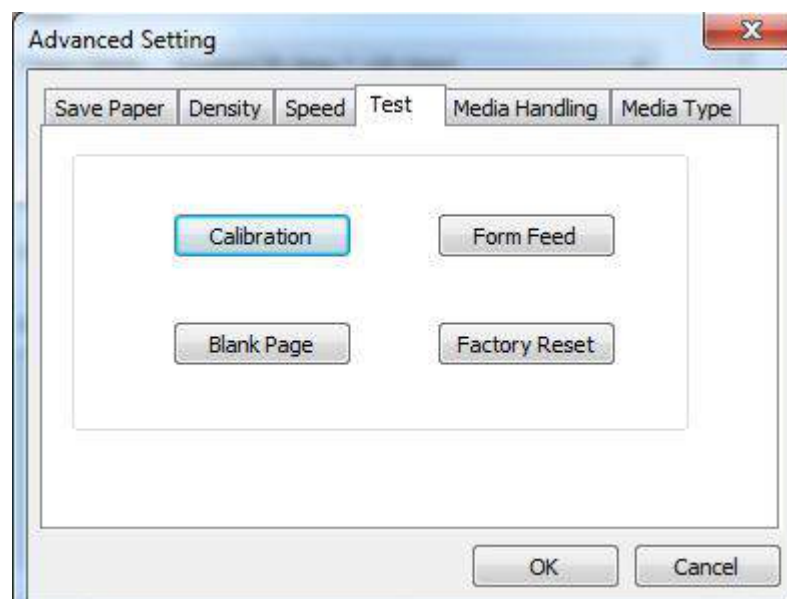 Advanced Setting
Save Paper Density Speed Test Media Handling Media Type
Calibration Form Feed
Blank Page Factory Reset
OK Cancel